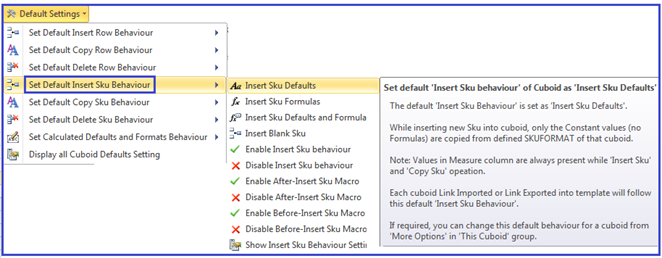 Default Settings
Set Default Insert Row Behaviour
Set Default Copy Row Behaviour
Set Default Delete Row Behaviour
Set Default Insert Sku Behaviour
Set Default Copy Sku Behaviour
Set Default Delete Sku Behaviour
Set Calculated Defaults and Formats Behaviour
Display all Cuboid Defaults Setting
Insert Sku Defaults
Insert Sku Formulas
Insert Sku Defaults and Formula
Insert Blank Sku
Enable Insert Sku behaviour
Disable Insert Sku behaviour
Enable After-Insert Sku Macro
Disable After-Insert Sku Macro
Enable Before-Insert Sku Macro
Disable Before-Insert Sku Macro
Show Insert Sku Behaviour Setti
Set default 'Insert Sku behaviour' of Cuboid as 'Insert Sku Defaults'
The default 'Insert Sku Behaviour' is set as 'Insert Sku Defaults'.
While inserting new Sku into cuboid, only the Constant values (no
Formulas) are copied from defined SKUFORMAT of that cuboid.
Note: Values in Measure column are always present while 'Insert Sku'
and 'Copy Sku' opeation.
Each cuboid Link Imported or Link Exported into template will follow
this default 'Insert Sku Behaviour'.
If required, you can change this default behaviour for a cuboid from
'More Options' in 'This Cuboid' group.